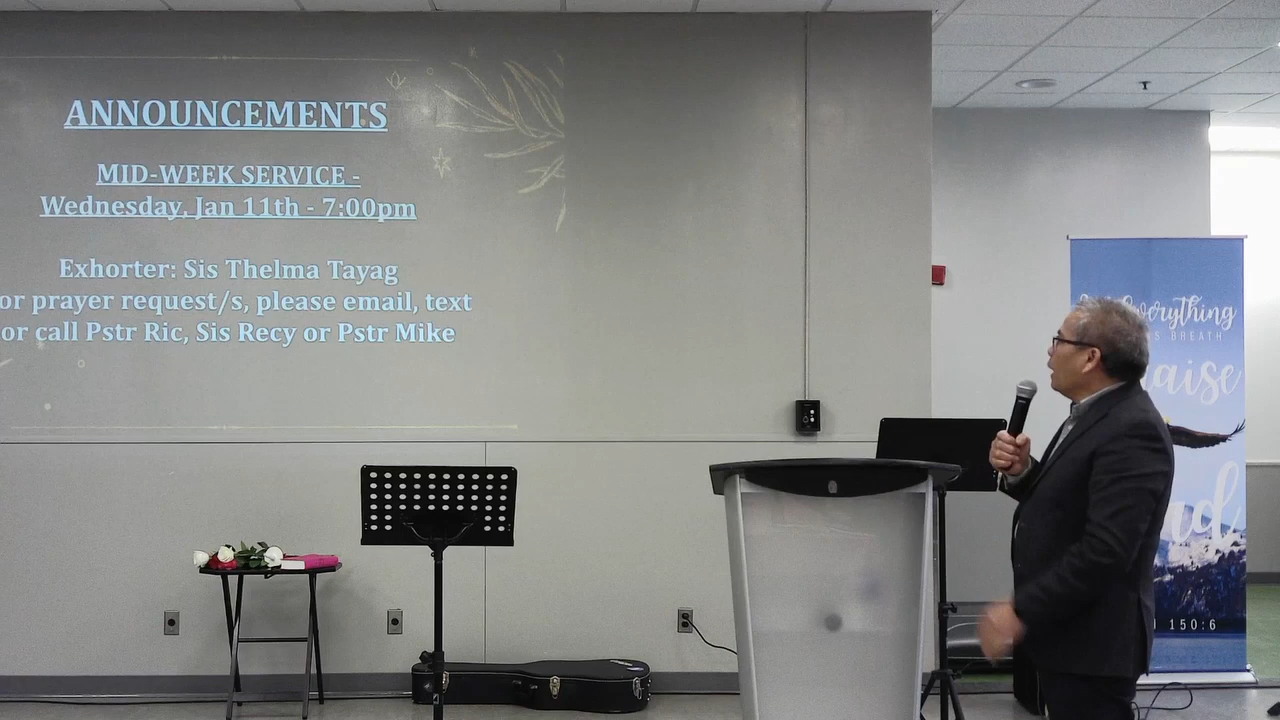 ANNOUNCEMENTS
MID-WEEK SERVICE -
Wednesday, Jan 11th - 7:00pm
Exhorter: Sis Thelma Tayag
or prayer request/s, please email, text
or call Pstr Ric, Sis Recy or Pstr Mike
Everything
BREATH
150:6